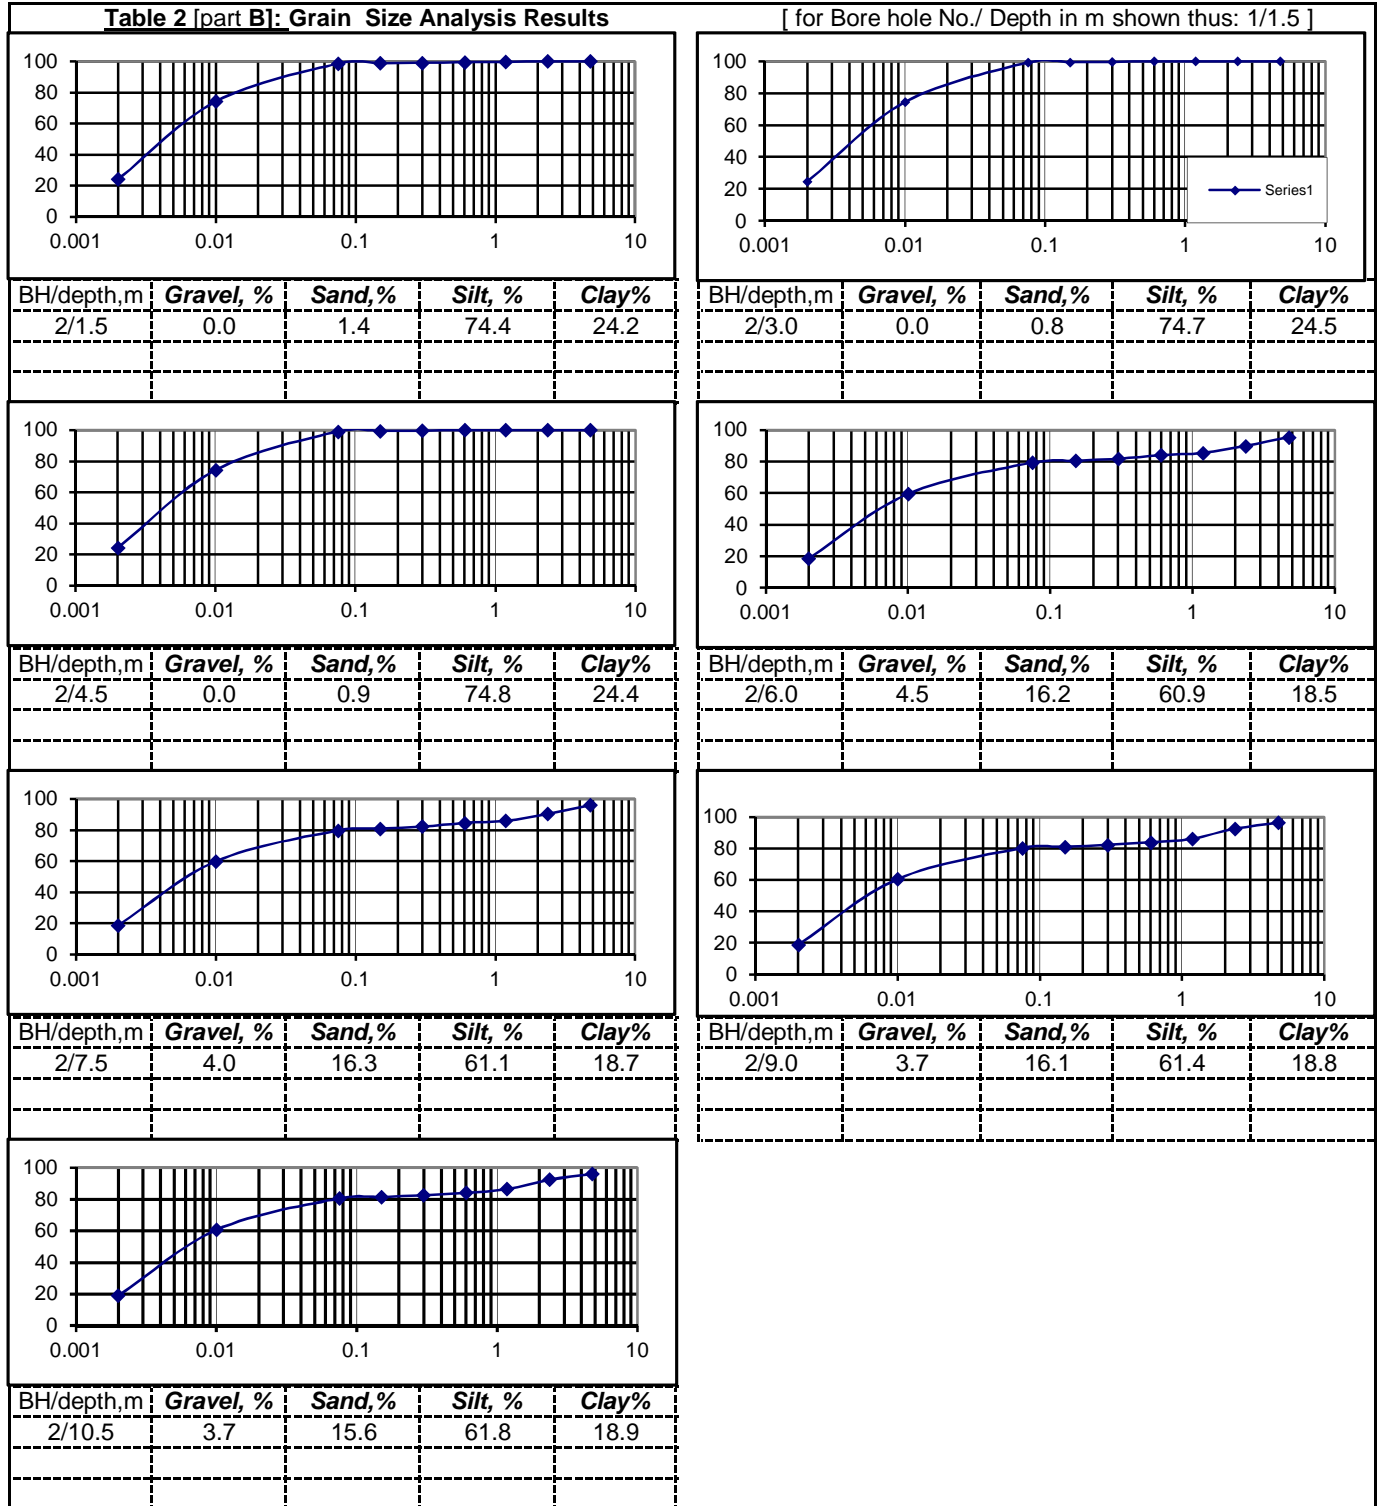 Table 2 [part B]: Grain Size Analysis Results [ for Bore hole No./ Depth in m shown thus: 1/1.5 ]
100
80
60
40
20
0
0.001 0.01 0.1 1 10
100
80
60
40
20
0
0.001 0.01 0.1 1 10
Series1
BH/depth,m Gravel, % Sand,% Silt, % Clay%
2/1.5 0.0 1.4 74.4 24.2
BH/depth,m Gravel, % Sand,% Silt, % Clay%
2/3.0 0.0 0.8 74.7 24.5
100
80
60
40
20
0
0.001 0.01 0.1 1 10
100
80
60
40
20
0
0.001 0.01 0.1 1 10
BH/depth,m Gravel, % Sand,% Silt, % Clay%
2/4.5 0.0 0.9 74.8 24.4
BH/depth,m Gravel, % Sand,% Silt, % Clay%
2/6.0 4.5 16.2 60.9 18.5
100
80
60
40
20
0
0.001 0.01 0.1 1 10
100
80
60
40
20
0
0.001 0.01 0.1 1 10
BH/depth,m Gravel, % Sand,% Silt, % Clay%
2/7.5 4.0 16.3 61.1 18.7
BH/depth,m Gravel, % Sand,% Silt, % Clay%
2/9.0 3.7 16.1 61.4 18.8
100
80
60
40
20
0
0.001 0.01 0.1 1 10
BH/depth,m Gravel, % Sand,% Silt, % Clay%
2/10.5 3.7 15.6 61.8 18.9